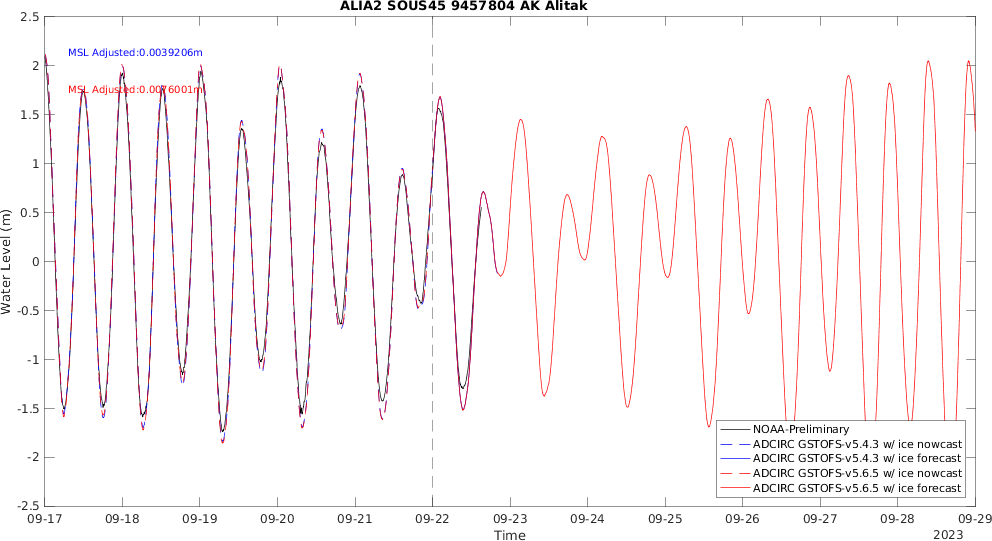 ALIA2 SOUS45 9457804 AK Alitak
MSL Adjusted:0.0039206m
MSL Adjusted:0.0076001m
Water Level (m)
2.5
2
1.5
1
0.5
0
-0.5
-1
-1.5
-2
-2.5
NOAA-Preliminary
ADCIRC GSTOFS-v5.4.3 w/ ice nowcast
ADCIRC GSTOFS-v5.4.3 w/ ice forecast
ADCIRC GSTOFS-v5.6.5 w/ ice nowcast
ADCIRC GSTOFS-v5.6.5 w/ ice forecast
09-17 09-18 09-19 09-20 09-21 09-22 09-23 09-24 09-25 09-26 09-27 09-28 09-29
Time
2023